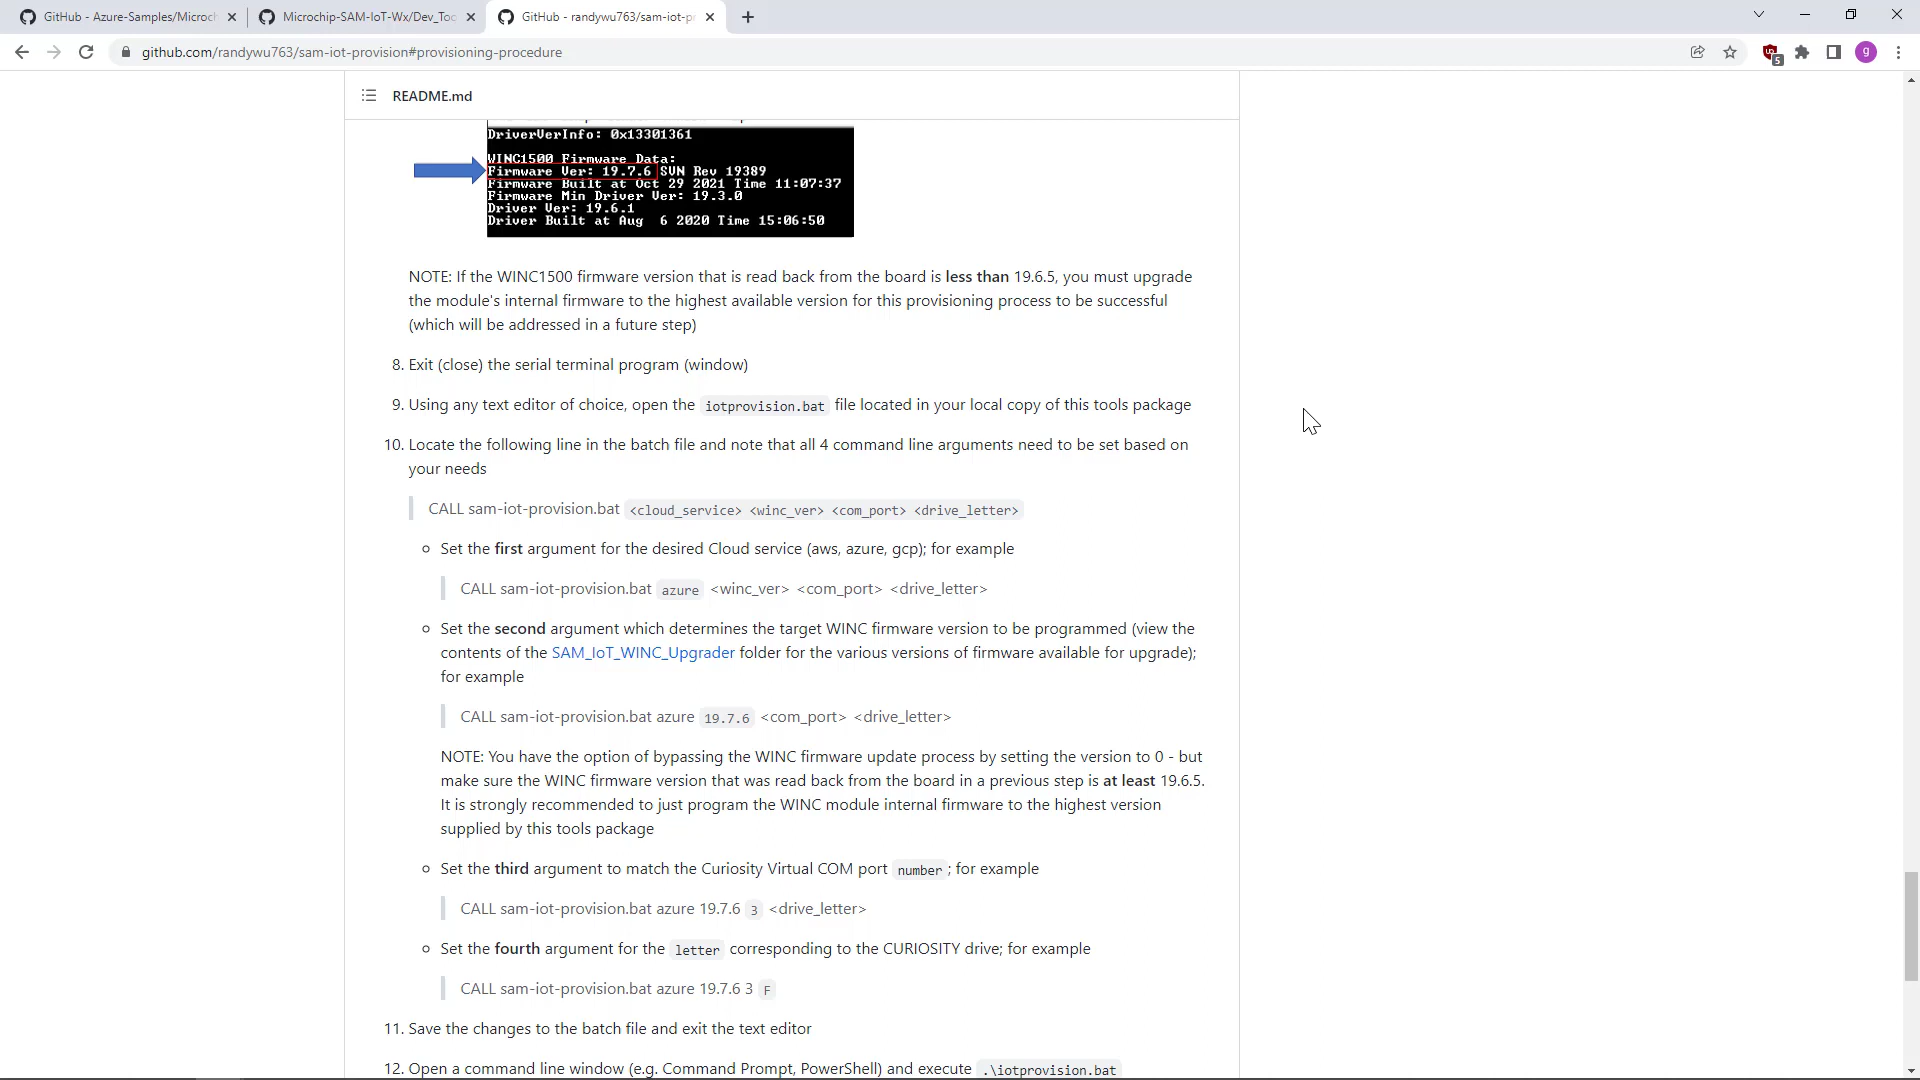 GitHub - Azure-Samples/Microch
Microchip-SAM-IoT-Wx/Dev_Too
GitHub - randywu763/sam-iot-pr
github.com/randywu763/sam-iot-provision#provisioning-procedure
5
g
README.md
DriverVerInfo: 0x13301361
WINC1500 Firmware Data:
Firmware Ver: 19.7.6 SVN Rev 19389
Firmware Built at Oct 29 2021 Time 11:07:37
Firmware Min Driver Ver: 19.3.0
Driver Ver: 19.6.1
Driver Built at Aug 6 2020 Time 15:06:50
NOTE: If the WINC1500 firmware version that is read back from the board is less than 19.6.5, you must upgrade
the module's internal firmware to the highest available version for this provisioning process to be successful
(which will be addressed in a future step)
8. Exit (close) the serial terminal program (window)
9. Using any text editor of choice, open the iotprovision.bat file located in your local copy of this tools package
10. Locate the following line in the batch file and note that all 4 command line arguments need to be set based on
your needs
CALL sam-iot-provision.bat <cloud_service> <winc_ver> <com_port> <drive_letter>
Set the first argument for the desired Cloud service (aws, azure, gcp); for example
CALL sam-iot-provision.bat azure <winc_ver> <com_port> <drive_letter>
Set the second argument which determines the target WINC firmware version to be programmed (view the
contents of the SAM_IoT_WINC_Upgrader folder for the various versions of firmware available for upgrade);
for example
CALL sam-iot-provision.bat azure 19.7.6 <com_port> <drive_letter>
NOTE: You have the option of bypassing the WINC firmware update process by setting the version to 0 - but
make sure the WINC firmware version that was read back from the board in a previous step is at least 19.6.5.
It is strongly recommended to just program the WINC module internal firmware to the highest version
supplied by this tools package
Set the third argument to match the Curiosity Virtual COM port number ; for example
CALL sam-iot-provision.bat azure 19.7.6 3 <drive_letter>
Set the fourth argument for the letter corresponding to the CURIOSITY drive; for example
CALL sam-iot-provision.bat azure 19.7.6 3 F
11. Save the changes to the batch file and exit the text editor
12. Open a command line window (e.g. Command Prompt, PowerShell) and execute .\iotprovision.bat